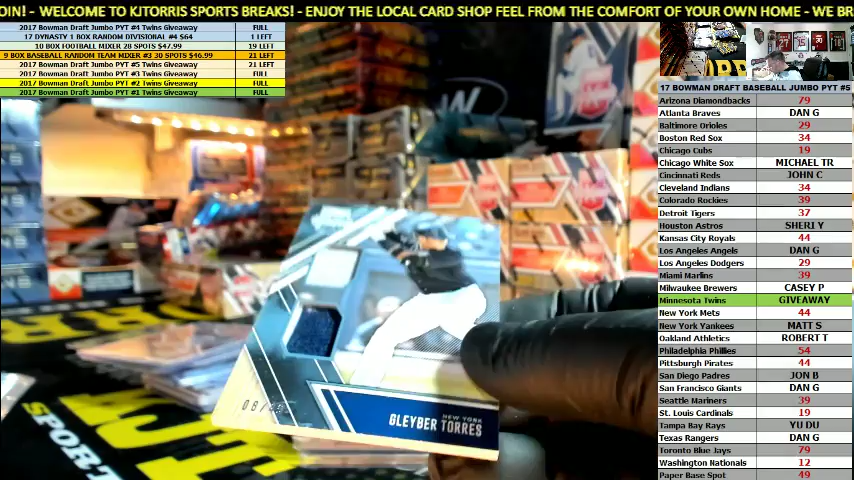 OIN! - WELCOME TO KJTORRIS SPORTS BREAKS! - ENJOY THE LOCAL CARD SHOP FEEL FROM THE COMFORT OF YOUR OWN HOME - WE BR
2017 Bowman Draft Jumbo PYT #4 Twins Giveaway FULL
17 DYNASTY 1 BOX RANDOM DIVISIONAL #4 $64 1 LEFT
10 BOX FOOTBALL MIXER 28 SPOTS $47.99 19 LEFT
9 BOX BASEBALL RANDOM TEAM MIXER #3 30 SPOTS $46.99 21 LEFT
2017 Bowman Draft Jumbo PYT #5 Twins Giveaway 21 LEFT
2017 Bowman Draft Jumbo PYT #3 Twins Giveaway FULL
2017 Bowman Draft Jumbo PYT #2 Twins Giveaway FULL
2017 Bowman Draft Jumbo PYT #1 Twins Giveaway FULL
17 BOWMAN DRAFT BASEBALL JUMBO PYT #5
Arizona Diamondbacks 79
Atlanta Braves DAN G
Baltimore Orioles 29
Boston Red Sox 34
Chicago Cubs 19
Chicago White Sox MICHAEL TR
Cincinnati Reds JOHN C
Cleveland Indians 34
Colorado Rockies 39
Detroit Tigers 37
Houston Astros SHERI Y
Kansas City Royals 44
Los Angeles Angels DAN G
Los Angeles Dodgers 29
Miami Marlins 39
Milwaukee Brewers CASEY P
Minnesota Twins GIVEAWAY
New York Mets 44
New York Yankees MATT S
Oakland Athletics ROBERT T
Philadelphia Phillies 54
Pittsburgh Pirates 44
San Diego Padres JON B
San Francisco Giants DAN G
Seattle Mariners 39
St. Louis Cardinals 19
Tampa Bay Rays YU DU
Texas Rangers DAN G
Toronto Blue Jays 79
Washington Nationals 12
Paper Base Spot 49
NEW YORK
GLEYBER TORRES
KJT
SPORT